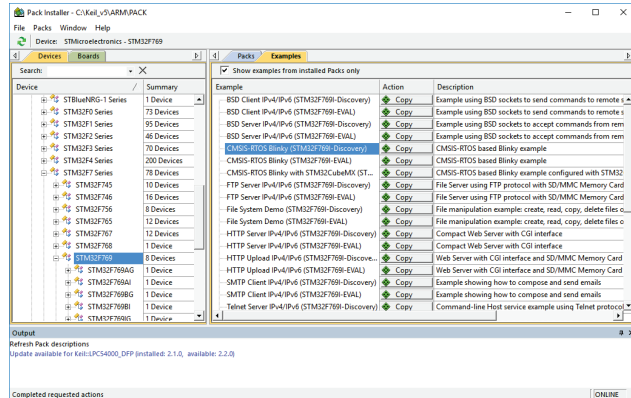 Pack Installer - C:\Keil_v5\ARM\PACK
File Packs Window Help
Device: STMicroelectronics - STM32F769
Devices Boards
Search:
Device / Summary
STBlueNRG-1 Series 1 Device
STM32F0 Series 73 Devices
STM32F1 Series 95 Devices
STM32F2 Series 46 Devices
STM32F3 Series 70 Devices
STM32F4 Series 200 Devices
STM32F7 Series 78 Devices
STM32F745 10 Devices
STM32F746 16 Devices
STM32F756 8 Devices
STM32F765 12 Devices
STM32F767 12 Devices
STM32F768 1 Device
STM32F769 8 Devices
STM32F769AG 1 Device
STM32F769AI 1 Device
STM32F769BG 1 Device
STM32F769BI 1 Device
STM32F769IG 1 Device
Packs Examples
Show examples from installed Packs only
Example Action Description
BSD Client IPv4/IPv6 (STM32F769I-Discovery) Copy Example using BSD sockets to send commands to remote s
BSD Client IPv4/IPv6 (STM32F769I-EVAL) Copy Example using BSD sockets to send commands to remote s
BSD Server IPv4/IPv6 (STM32F769I-Discovery) Copy Example using BSD sockets to accept commands from rem
BSD Server IPv4/IPv6 (STM32F769I-EVAL) Copy Example using BSD sockets to accept commands from rem
CMSIS-RTOS Blinky (STM32F769I-Discovery) Copy CMSIS-RTOS based Blinky example
CMSIS-RTOS Blinky (STM32F769I-EVAL) Copy CMSIS-RTOS based Blinky example
CMSIS-RTOS Blinky with STM32CubeMX (ST... Copy CMSIS-RTOS based Blinky example configured with STM32
FTP Server IPv4/IPv6 (STM32F769I-Discovery) Copy File Server using FTP protocol with SD/MMC Memory Card
FTP Server IPv4/IPv6 (STM32F769I-EVAL) Copy File Server using FTP protocol with SD/MMC Memory Card
File System Demo (STM32F769I-Discovery) Copy File manipulation example: create, read, copy, delete files o
File System Demo (STM32F769I-EVAL) Copy File manipulation example: create, read, copy, delete files o
HTTP Server IPv4/IPv6 (STM32F769I-Discovery) Copy Compact Web Server with CGI interface
HTTP Server IPv4/IPv6 (STM32F769I-EVAL) Copy Compact Web Server with CGI interface
HTTP Upload IPv4/IPv6 (STM32F769I-Discove... Copy Web Server with CGI interface and SD/MMC Memory Card
HTTP Upload IPv4/IPv6 (STM32F769I-EVAL) Copy Web Server with CGI interface and SD/MMC Memory Card
SMTP Client IPv4/IPv6 (STM32F769I-Discovery) Copy Example showing how to compose and send emails
SMTP Client IPv4/IPv6 (STM32F769I-EVAL) Copy Example showing how to compose and send emails
Telnet Server IPv4/IPv6 (STM32F769I-Discovery) Copy Command-line Host service example using Telnet protocol
Output
Refresh Pack descriptions
Update available for Keil::LPC54000_DFP (installed: 2.1.0, available: 2.2.0)
Completed requested actions ONLINE